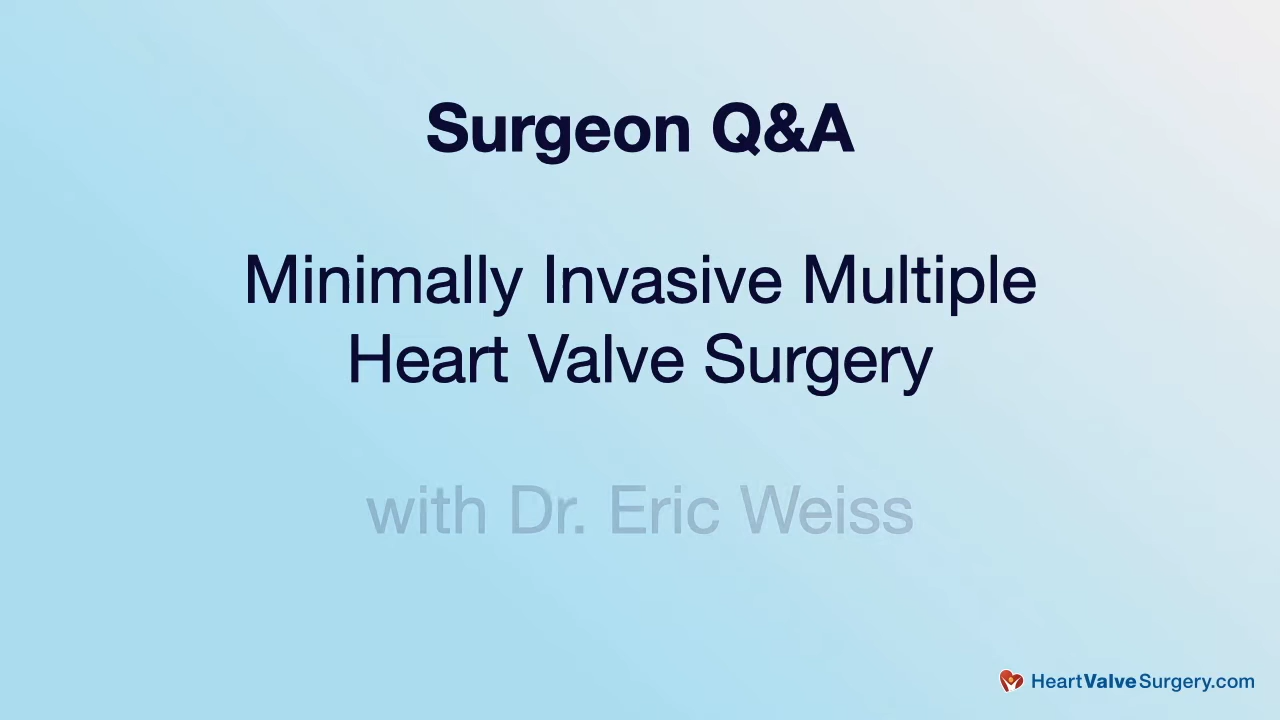 Surgeon Q&A
Minimally Invasive Multiple
Heart Valve Surgery
with Dr. Eric Weiss
HeartValveSurgery.com